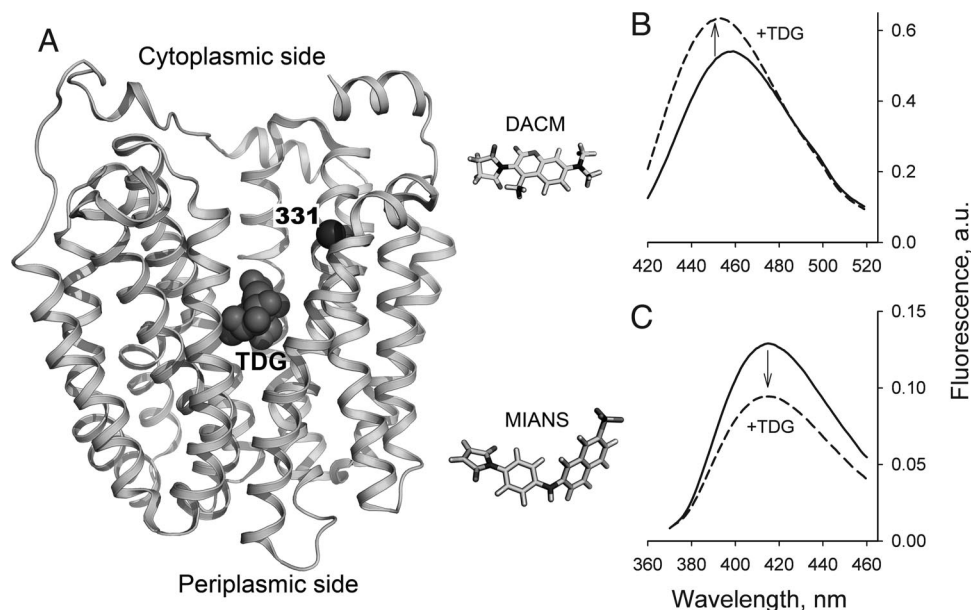 A
Cytoplasmic side
331
TDG
Periplasmic side
DACM
MIANS
B
+TDG
0.6
0.4
0.2
0.0
420 440 460 480 500 520
C
+TDG
0.15
0.10
0.05
0.00
360 380 400 420 440 460
Wavelength, nm
Fluorescence, a.u.